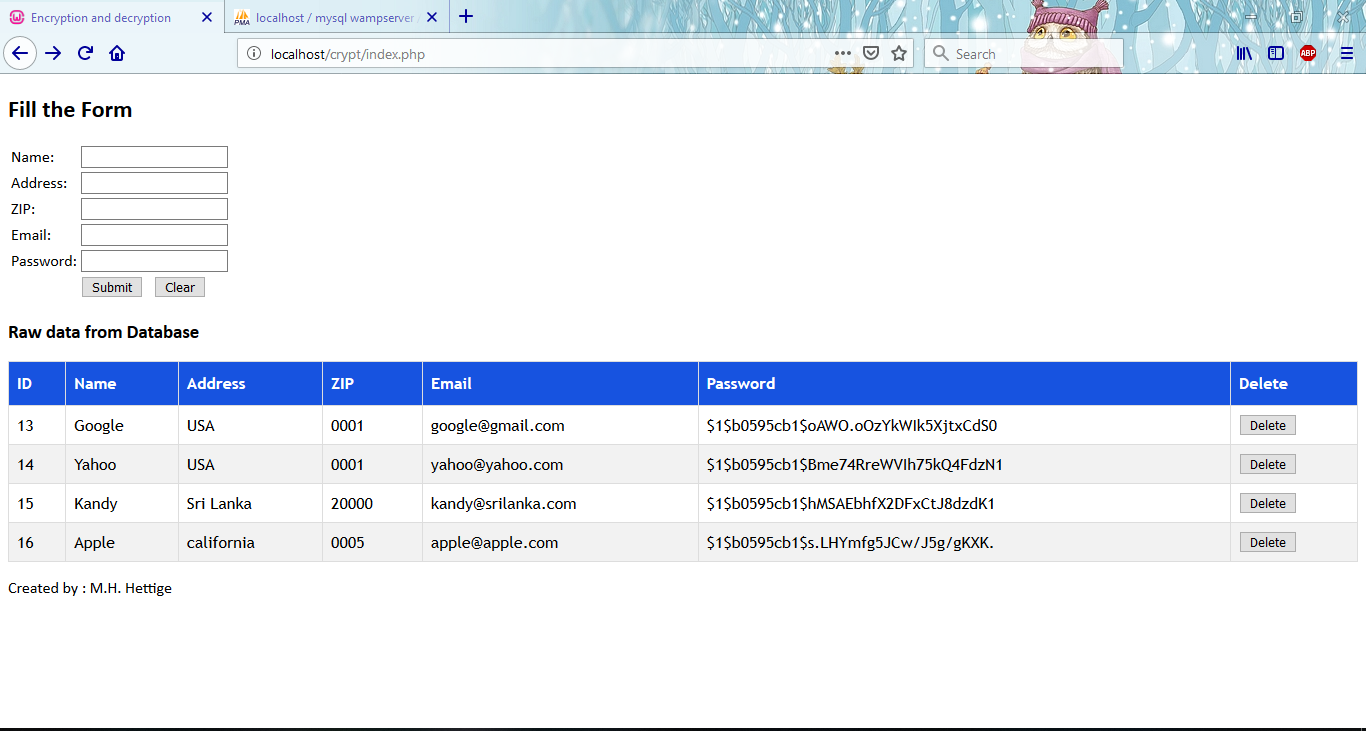 Encryption and decryption
PMA localhost / mysql wampserver
localhost/crypt/index.php
Search
ABP
Fill the Form
Name:
Address:
ZIP:
Email:
Password:
Submit Clear
Raw data from Database
ID Name Address ZIP Email Password Delete
13 Google USA 0001 google@gmail.com $1$b0595cb1$oAWO.oOzYkWIk5XjtxCdS0 Delete
14 Yahoo USA 0001 yahoo@yahoo.com $1$b0595cb1$Bme74RreWVIh75kQ4FdzN1 Delete
15 Kandy Sri Lanka 20000 kandy@srilanka.com $1$b0595cb1$hMSAEbhfX2DFxCtJ8dzdK1 Delete
16 Apple california 0005 apple@apple.com $1$b0595cb1$s.LHYmfg5JCw/J5g/gKXK. Delete
Created by : M.H. Hettige